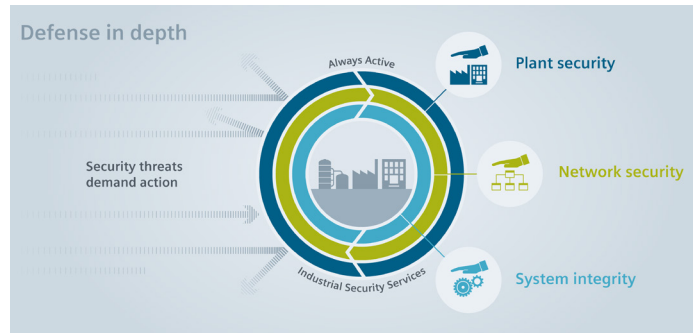 Defense in depth
Always Active
Plant security
Security threats
demand action
Network security
System integrity
Industrial Security Services